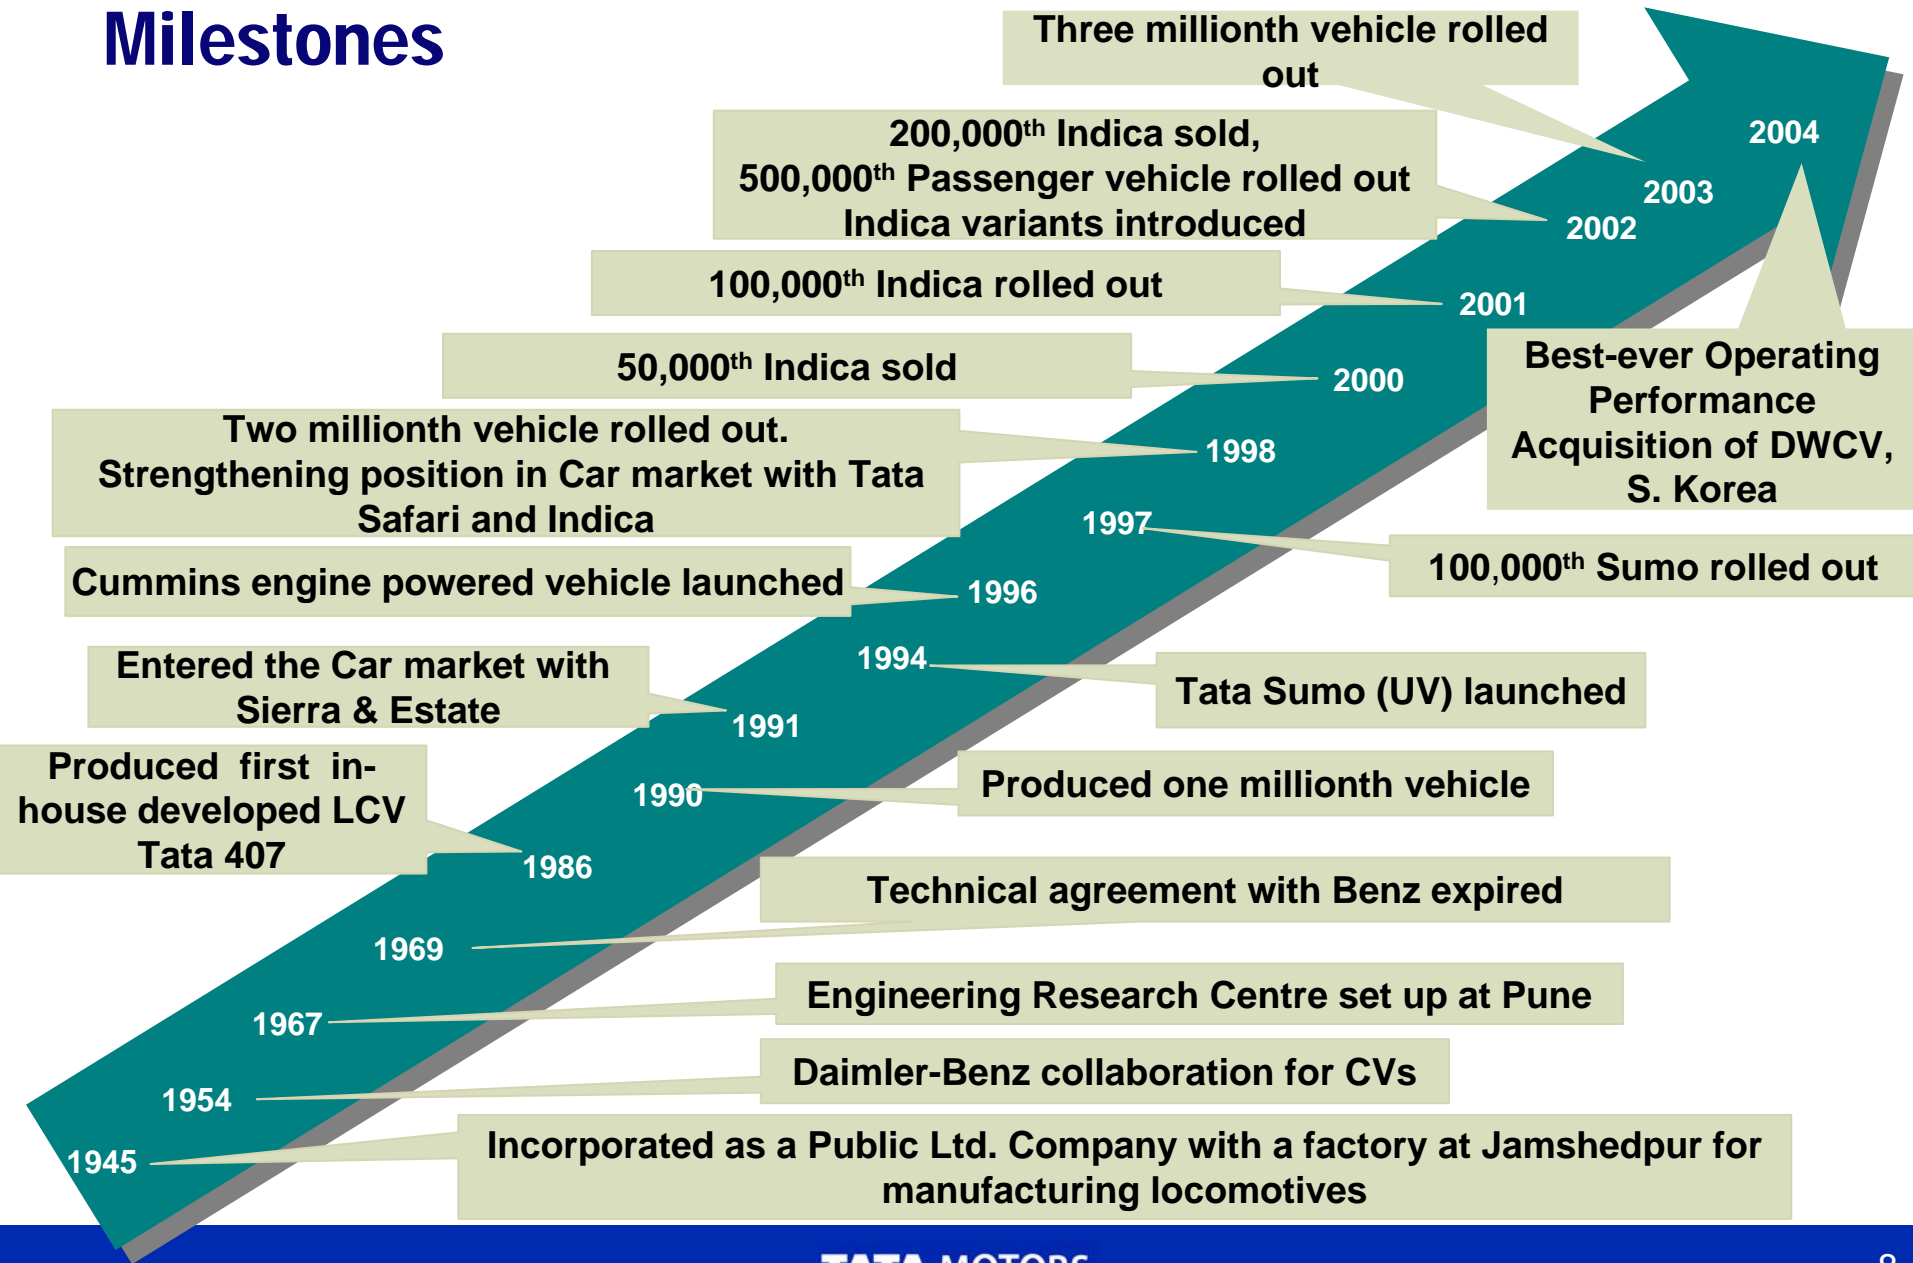 Milestones
Three millionth vehicle rolled
out
2004
200,000th Indica sold,
500,000th Passenger vehicle rolled out
Indica variants introduced
2003
2002
100,000th Indica rolled out
2001
50,000th Indica sold
2000
Best-ever Operating
Performance
Acquisition of DWCV,
S. Korea
Two millionth vehicle rolled out.
Strengthening position in Car market with Tata
Safari and Indica
1998
1997
100,000th Sumo rolled out
Cummins engine powered vehicle launched
1996
Entered the Car market with
Sierra & Estate
1994
Tata Sumo (UV) launched
1991
Produced first in-
house developed LCV
Tata 407
1990
Produced one millionth vehicle
1986
Technical agreement with Benz expired
1969
Engineering Research Centre set up at Pune
1967
Daimler-Benz collaboration for CVs
1954
Incorporated as a Public Ltd. Company with a factory at Jamshedpur for
manufacturing locomotives
1945
TATA MOTORS